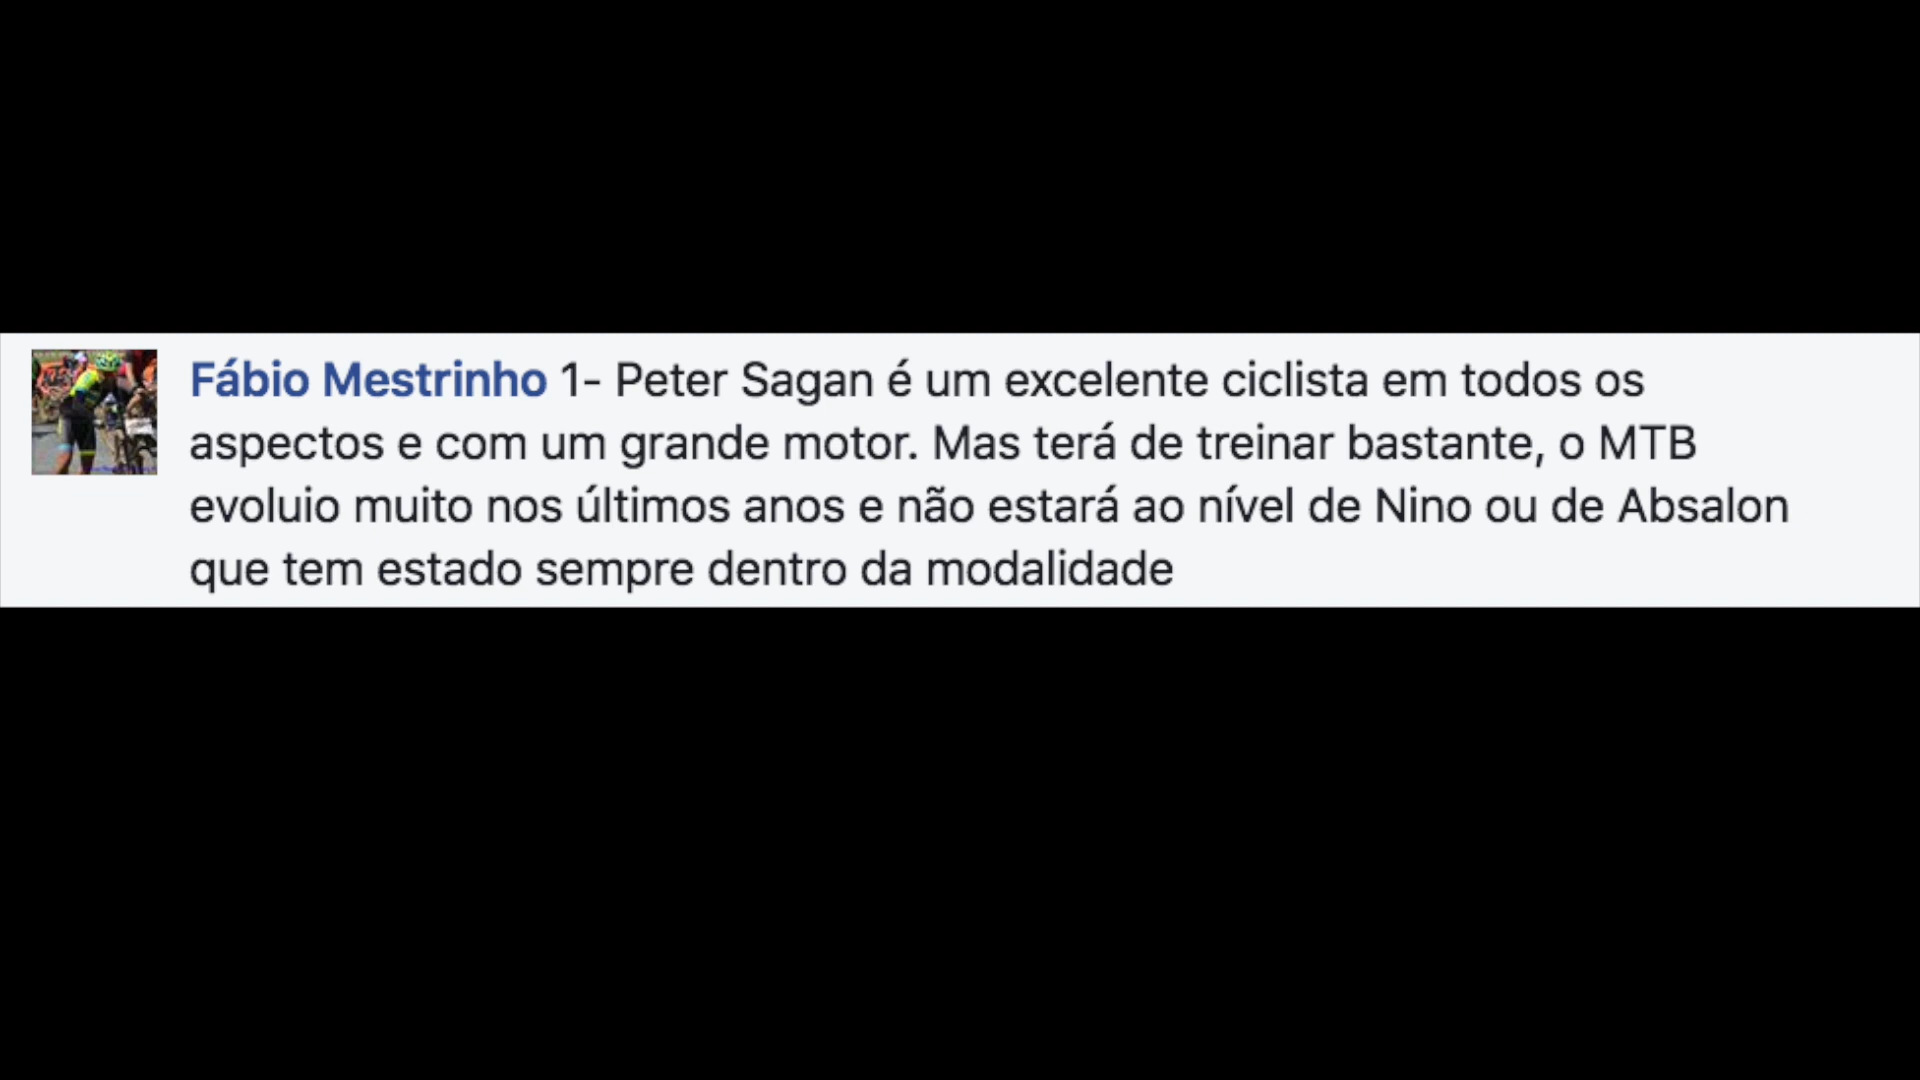 Fábio Mestrinho 1- Peter Sagan é um excelente ciclista em todos os
aspectos e com um grande motor. Mas terá de treinar bastante, o MTB
evoluio muito nos últimos anos e não estará ao nível de Nino ou de Absalon
que tem estado sempre dentro da modalidade